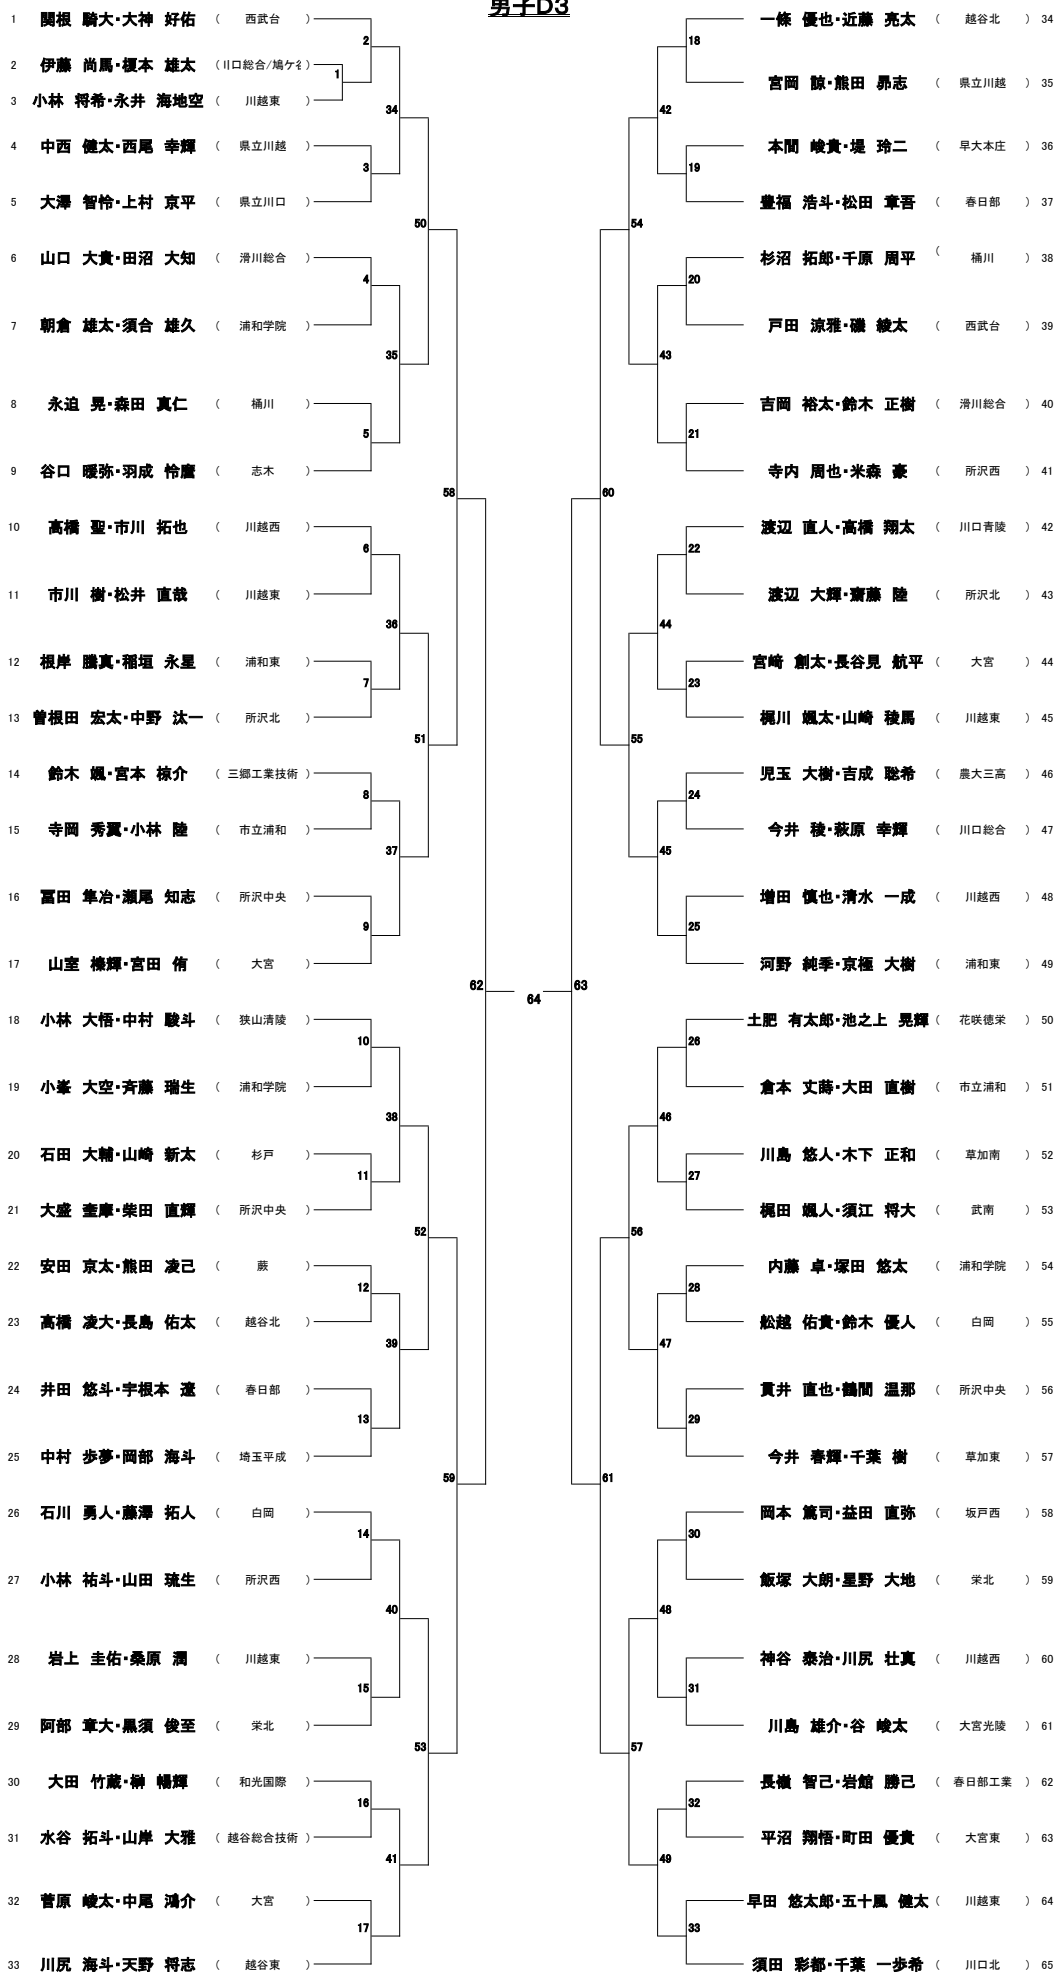 男子D3
1 関根 騎大・大神 好佑 ( 西武台 )
2 伊藤 尚馬・榎本 雄太 (川口総合/鳩ケ谷)
3 小林 将希・永井 海地空 ( 川越東 )
4 中西 健太・西尾 幸輝 ( 県立川越 )
5 大澤 智怜・上村 京平 ( 県立川口 )
6 山口 大貴・田沼 大知 ( 滑川総合 )
7 朝倉 雄太・須合 雄久 ( 浦和学院 )
8 永迫 晃・森田 真仁 ( 桶川 )
9 谷口 暖弥・羽成 怜麿 ( 志木 )
10 高橋 聖・市川 拓也 ( 川越西 )
11 市川 樹・松井 直哉 ( 川越東 )
12 根岸 騰真・稲垣 永星 ( 浦和東 )
13 曽根田 宏太・中野 汰一 ( 所沢北 )
14 鈴木 颯・宮本 椋介 ( 三郷工業技術 )
15 寺岡 秀翼・小林 陸 ( 市立浦和 )
16 冨田 隼冶・瀬尾 知志 ( 所沢中央 )
17 山室 榛輝・宮田 侑 ( 大宮 )
18 小林 大悟・中村 駿斗 ( 狭山清陵 )
19 小峯 大空・斉藤 瑞生 ( 浦和学院 )
20 石田 大輔・山崎 新太 ( 杉戸 )
21 大盛 奎摩・柴田 直輝 ( 所沢中央 )
22 安田 京太・熊田 凌己 ( 蕨 )
23 高橋 凌大・長島 佑太 ( 越谷北 )
24 井田 悠斗・宇根本 遼 ( 春日部 )
25 中村 歩夢・岡部 海斗 ( 埼玉平成 )
26 石川 勇人・藤澤 拓人 ( 白岡 )
27 小林 祐斗・山田 琉生 ( 所沢西 )
28 岩上 圭佑・桑原 潤 ( 川越東 )
29 阿部 章大・黒須 俊至 ( 栄北 )
30 大田 竹蔵・榊 暢輝 ( 和光国際 )
31 水谷 拓斗・山岸 大雅 ( 越谷総合技術 )
32 菅原 崚太・中尾 鴻介 ( 大宮 )
33 川尻 海斗・天野 将志 ( 越谷東 )
2
1
34
3
50
4
35
5
58
6
36
7
51
8
37
9
62
10
38
11
52
12
39
13
59
14
40
15
53
16
41
17
64
63
18
42
19
54
20
43
21
60
22
44
23
55
24
45
25
26
46
27
56
28
47
29
61
30
48
31
57
32
49
33
一條 優也・近藤 亮太 ( 越谷北 ) 34
宮岡 諒・熊田 昴志 ( 県立川越 ) 35
本間 崚貴・堤 玲二 ( 早大本庄 ) 36
豊福 浩斗・松田 章吾 ( 春日部 ) 37
杉沼 拓郎・千原 周平 ( 桶川 ) 38
戸田 涼雅・磯 綾太 ( 西武台 ) 39
吉岡 裕太・鈴木 正樹 ( 滑川総合 ) 40
寺内 周也・米森 豪 ( 所沢西 ) 41
渡辺 直人・高橋 翔太 ( 川口青陵 ) 42
渡辺 大輝・齋藤 陸 ( 所沢北 ) 43
宮﨑 創太・長谷見 航平 ( 大宮 ) 44
梶川 颯太・山崎 稜馬 ( 川越東 ) 45
児玉 大樹・吉成 聡希 ( 農大三高 ) 46
今井 稜・萩原 幸輝 ( 川口総合 ) 47
増田 慎也・清水 一成 ( 川越西 ) 48
河野 純季・京極 大樹 ( 浦和東 ) 49
土肥 有太郎・池之上 晃輝 ( 花咲徳栄 ) 50
倉本 丈蒔・大田 直樹 ( 市立浦和 ) 51
川島 悠人・木下 正和 ( 草加南 ) 52
梶田 颯人・須江 将大 ( 武南 ) 53
内藤 卓・塚田 悠太 ( 浦和学院 ) 54
舩越 佑貴・鈴木 優人 ( 白岡 ) 55
貫井 直也・鶴間 温那 ( 所沢中央 ) 56
今井 春輝・千葉 樹 ( 草加東 ) 57
岡本 篤司・益田 直弥 ( 坂戸西 ) 58
飯塚 大朗・星野 大地 ( 栄北 ) 59
神谷 泰治・川尻 壮真 ( 川越西 ) 60
川島 雄介・谷 峻太 ( 大宮光陵 ) 61
長嶺 智己・岩館 勝己 ( 春日部工業 ) 62
平沼 翔悟・町田 優貴 ( 大宮東 ) 63
早田 悠太郎・五十風 健太 ( 川越東 ) 64
須田 彩都・千葉 一歩希 ( 川口北 ) 65